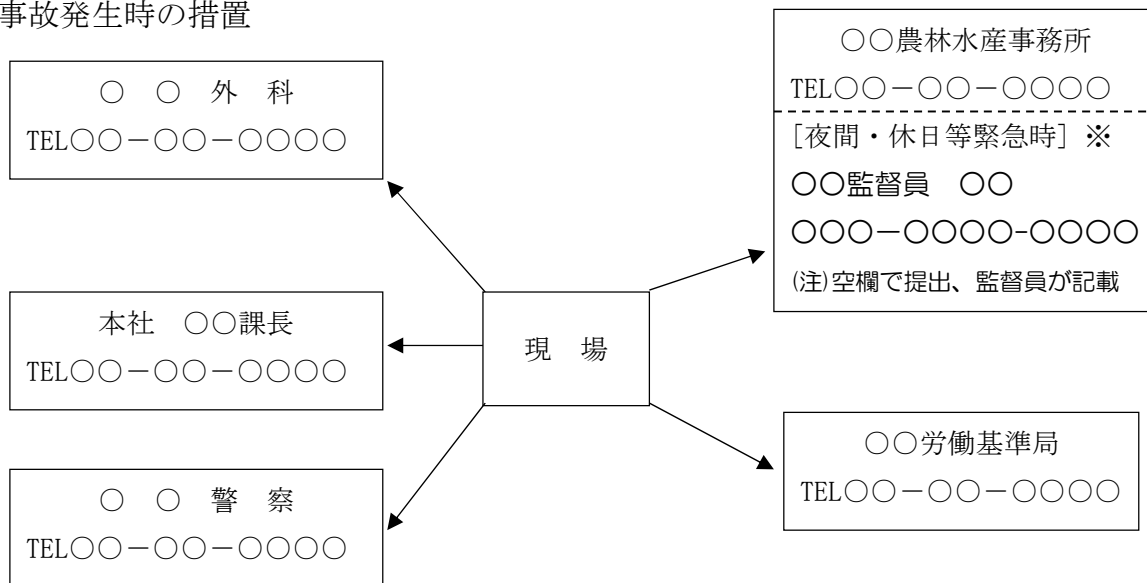 事故発生時の措置
○　○　外　科
TEL○○－○○－○○○○
本社　○○課長
TEL○○－○○－○○○○
○　○　警　察
TEL○○－○○－○○○○
現　場
○○農林水産事務所
TEL○○－○○－○○○○
[夜間・休日等緊急時] ※
○○監督員　○○
○○○－○○○○-○○○○
(注)空欄で提出、監督員が記載
○○労働基準局
TEL○○－○○－○○○○